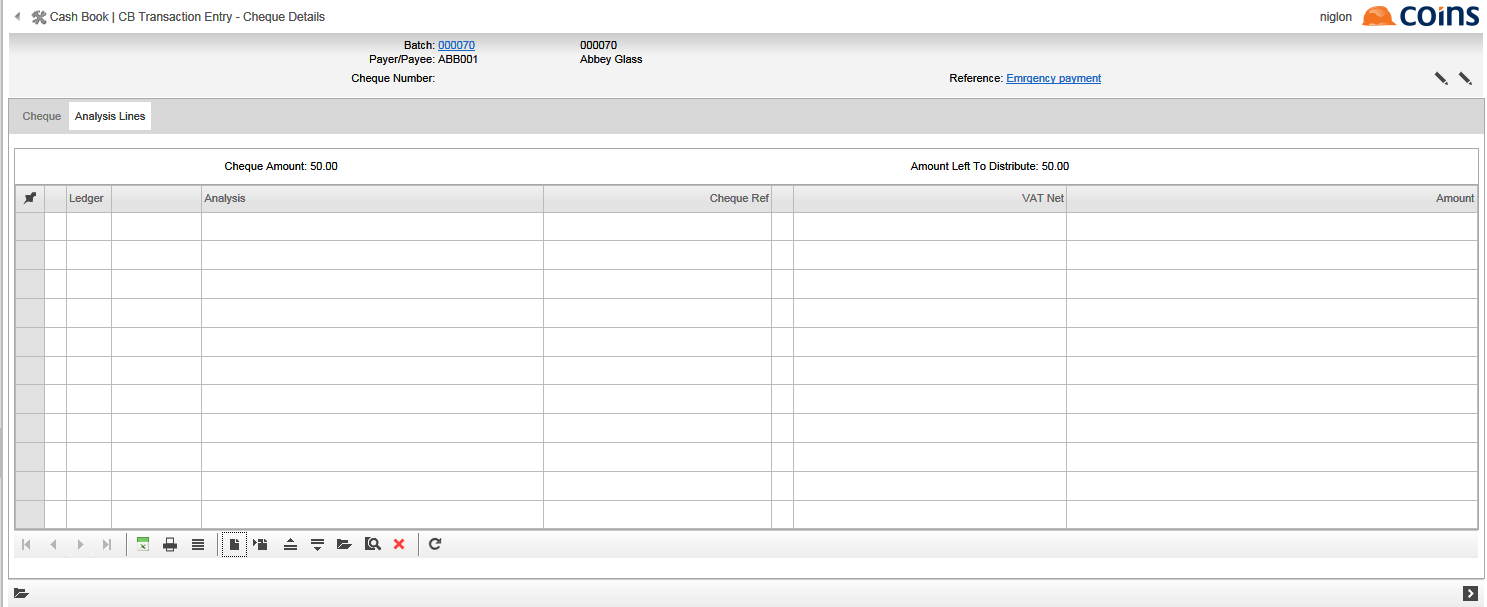 Cash Book | CB Transaction Entry - Cheque Details niglon coins
Batch: 000070 000070
Payer/Payee: ABB001 Abbey Glass
Cheque Number: Reference: Emrgency payment
Cheque Analysis Lines
Cheque Amount: 50.00 Amount Left To Distribute: 50.00
Ledger Analysis Cheque Ref VAT Net Amount